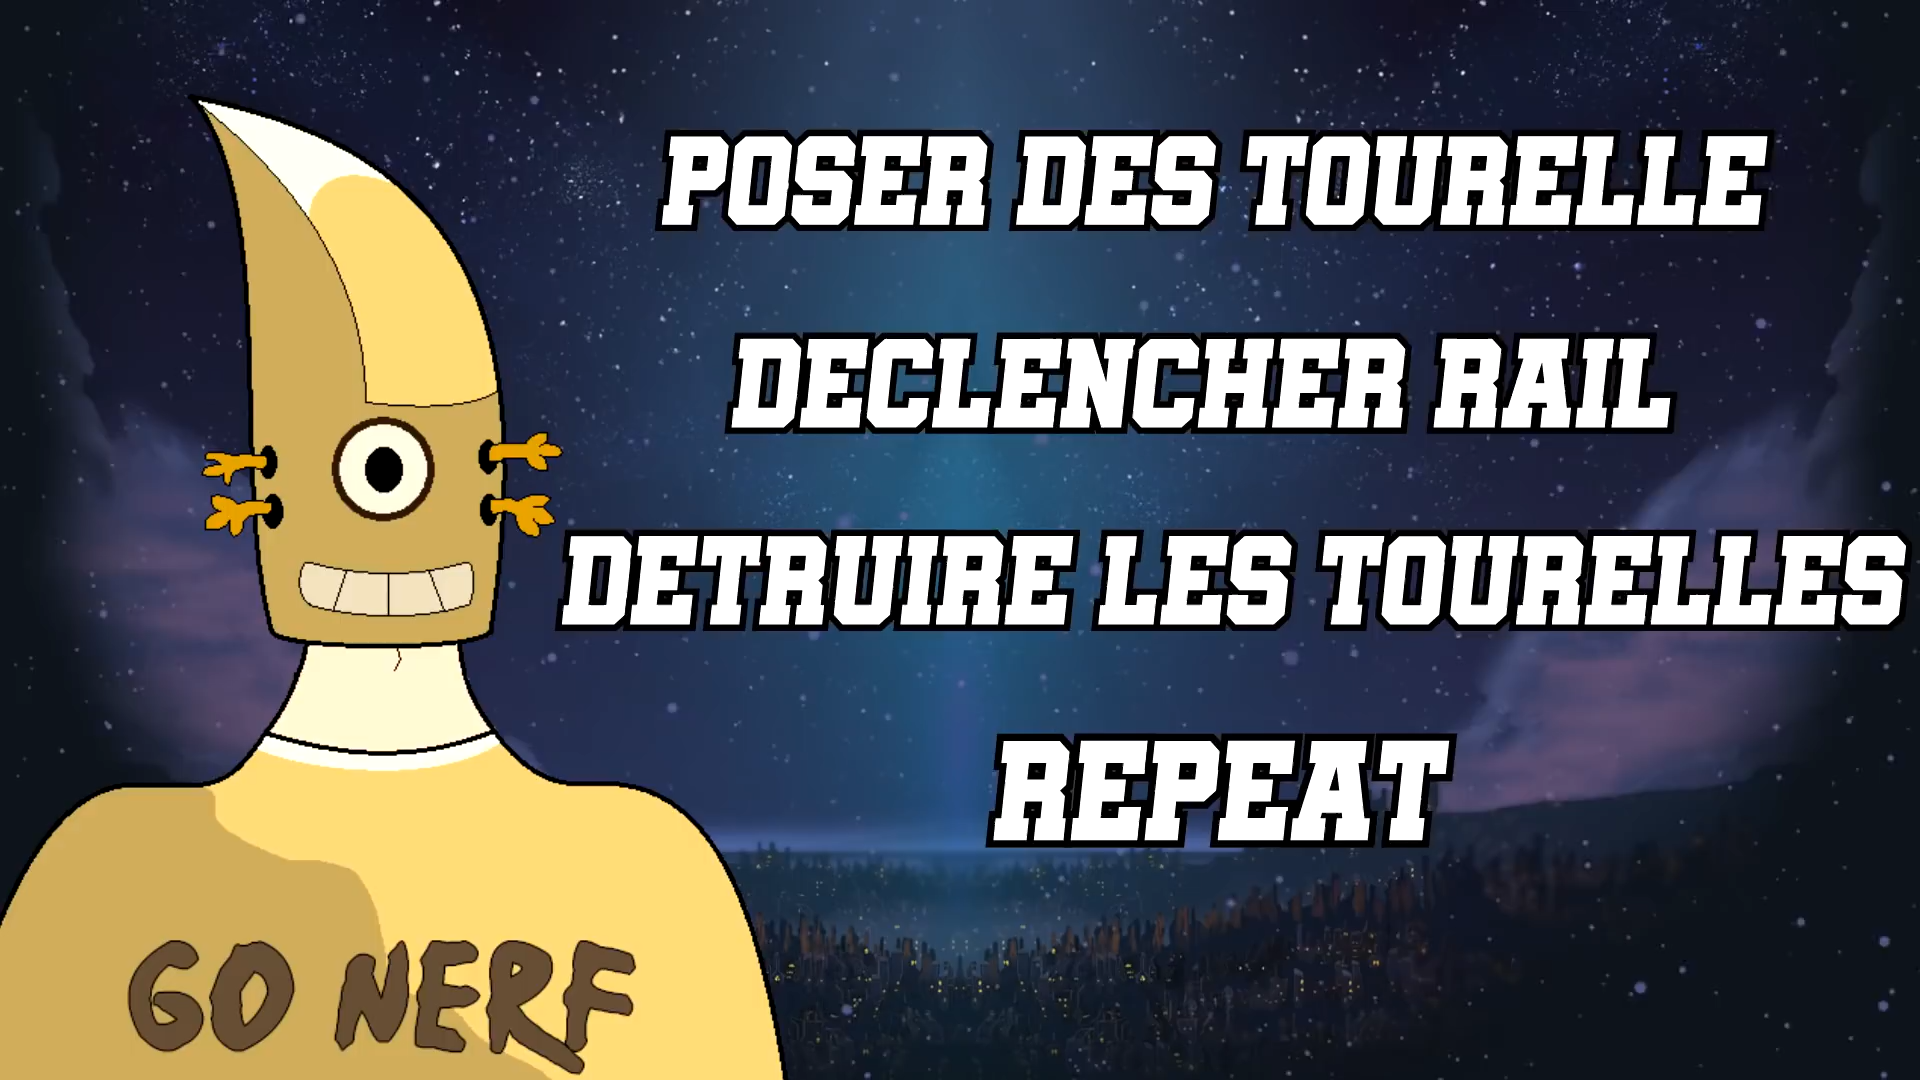 POSER DES TOURELLE
DECLENCHER RAIL
DETRUIRE LES TOURELLES
REPEAT
GO NERF